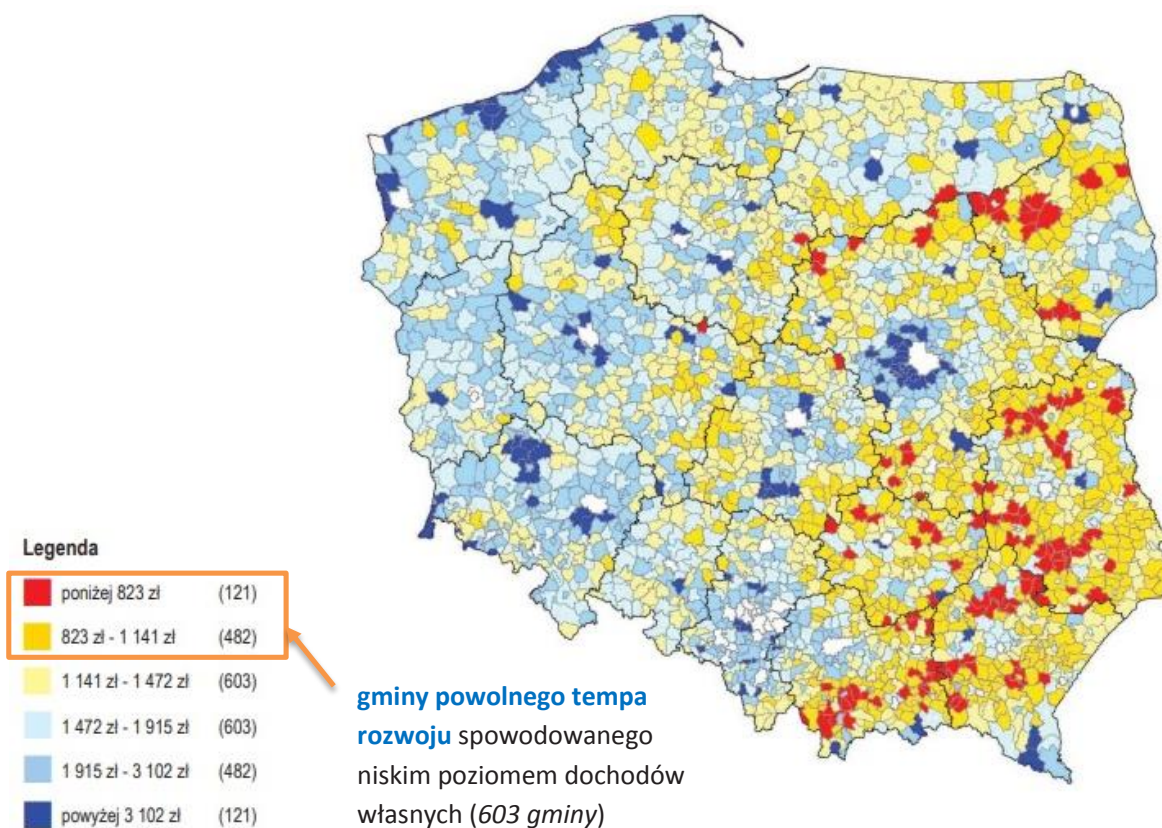 Legenda
poniżej 823 zł (121)
823 zł - 1 141 zł (482)
1 141 zł - 1 472 zł (603)
1 472 zł - 1 915 zł (603)
1 915 zł - 3 102 zł (482)
powyżej 3 102 zł (121)
gminy powolnego tempa
rozwoju spowodowanego
niskim poziomem dochodów
własnych (603 gminy)